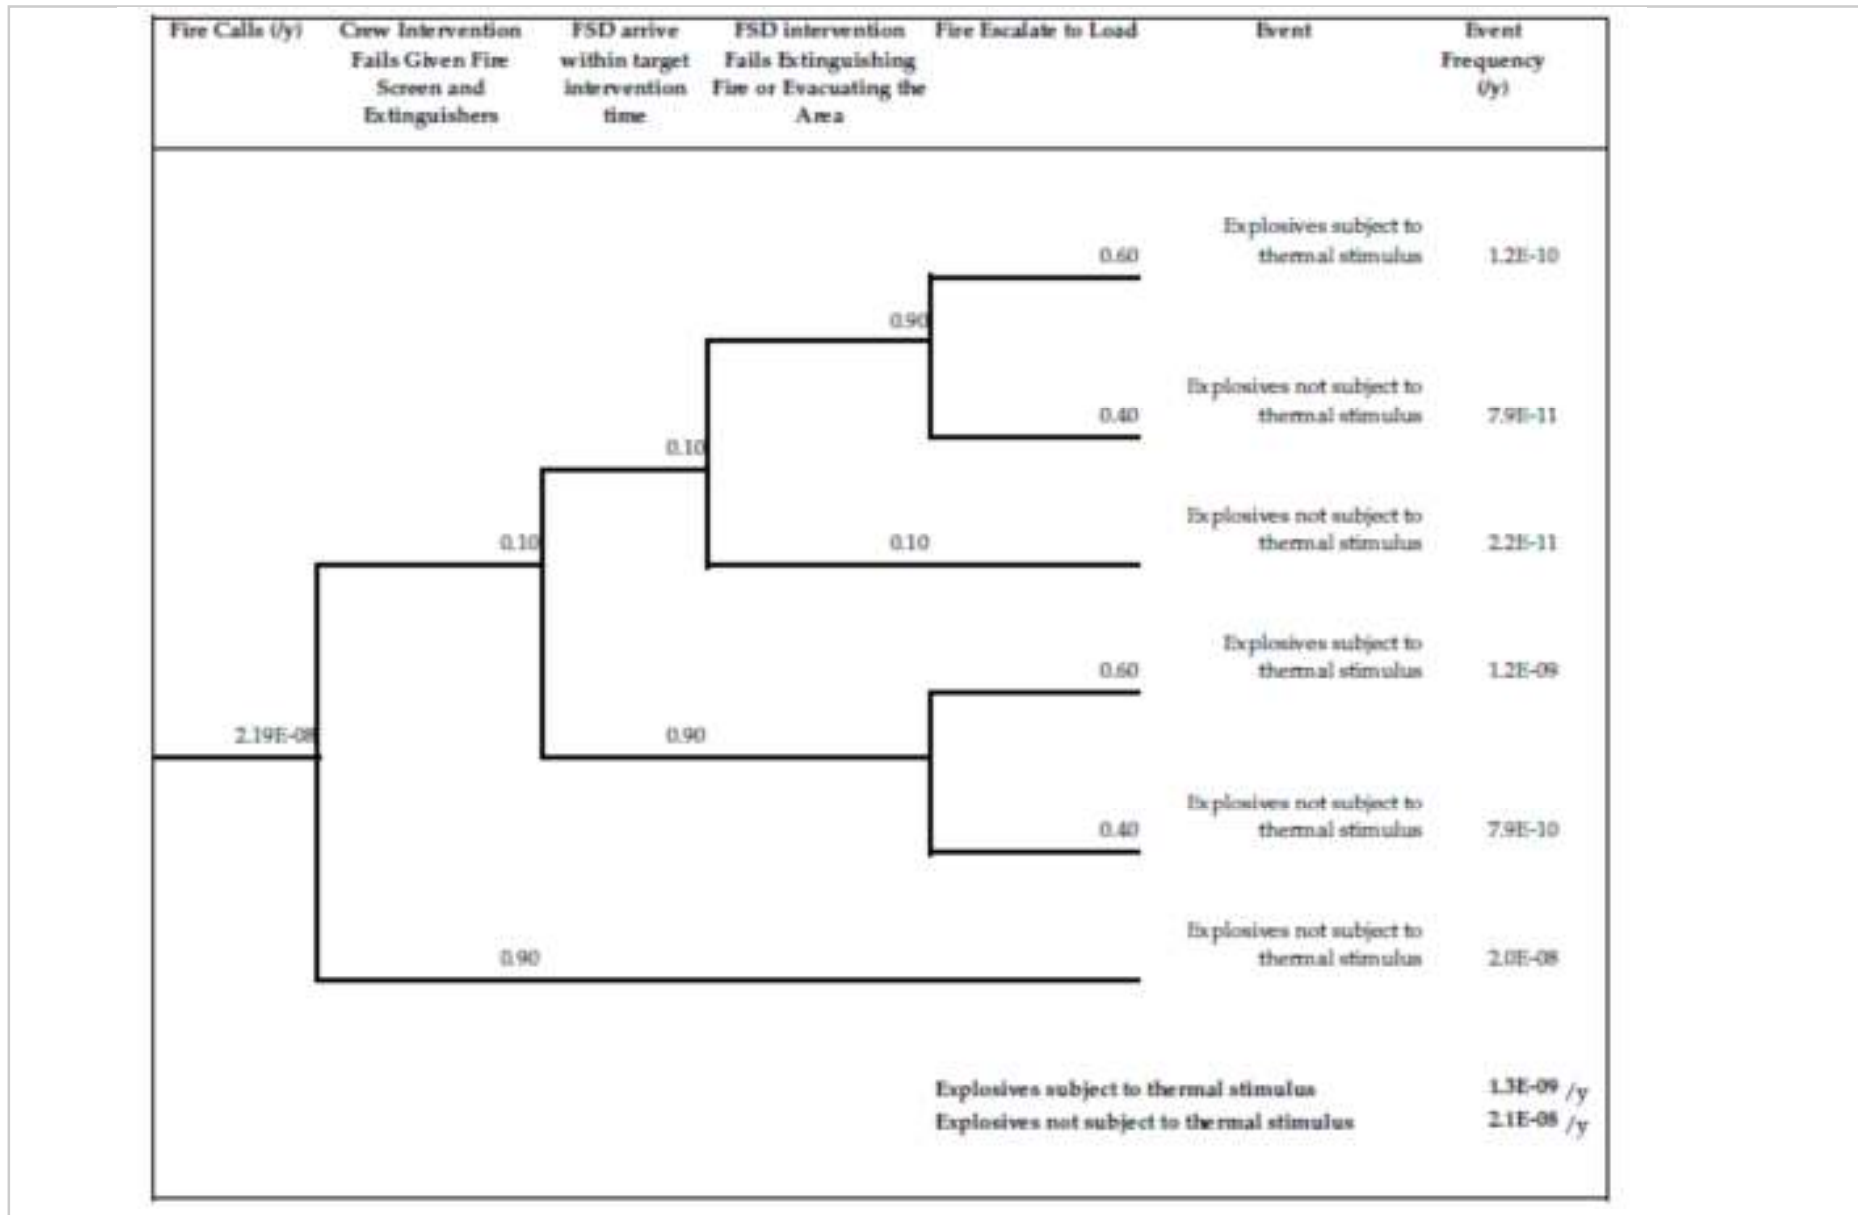 Fire Calls (/y)
Crew Intervention
Fails Given Fire
Screen and
Extinguishers
FSD arrive
within target
intervention
time
FSD intervention
Fails Extinguishing
Fire or Evacuating the
Area
Fire Escalate to Load
Event
Event
Frequency
(/y)
Explosives subject to
thermal stimulus
0.60
1.2E-10
0.90
Explosives not subject to
thermal stimulus
0.40
7.9E-11
0.10
Explosives not subject to
thermal stimulus
0.10
0.10
2.2E-11
Explosives subject to
thermal stimulus
0.60
1.2E-09
2.19E-08
0.90
Explosives not subject to
thermal stimulus
0.40
7.9E-10
Explosives not subject to
thermal stimulus
0.90
2.0E-08
Explosives subject to thermal stimulus 1.3E-09 /y
Explosives not subject to thermal stimulus 2.1E-08 /y